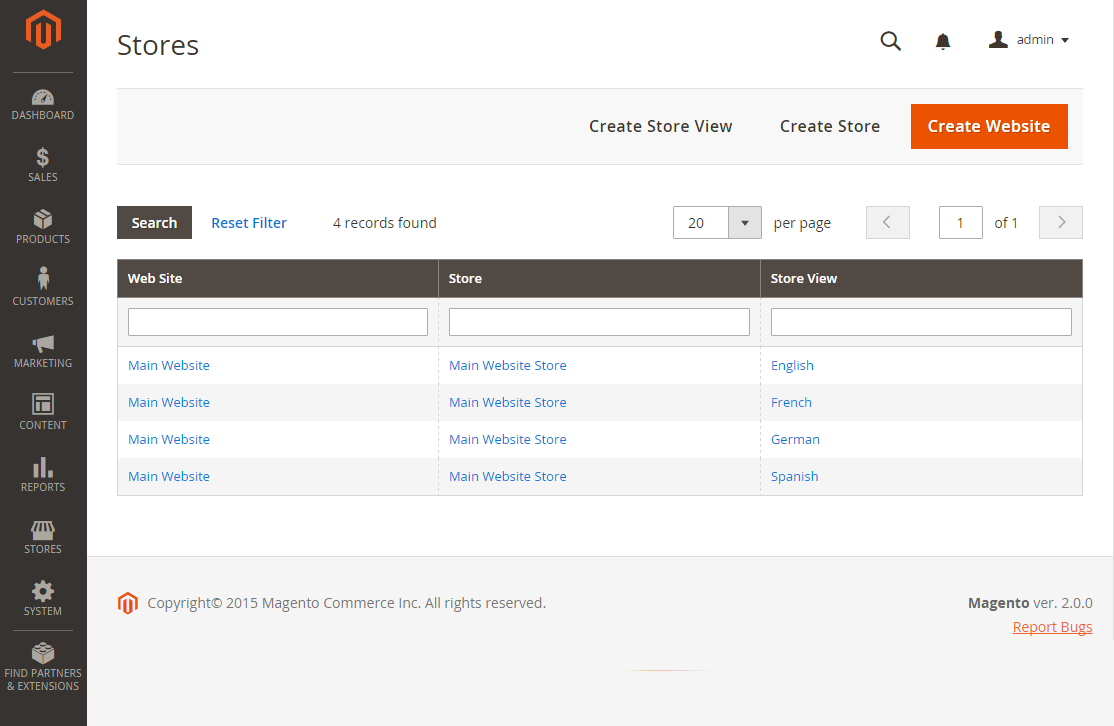 Stores
admin
DASHBOARD
SALES
PRODUCTS
CUSTOMERS
MARKETING
CONTENT
REPORTS
STORES
SYSTEM
FIND PARTNERS
& EXTENSIONS
Create Store View Create Store Create Website
Search Reset Filter 4 records found 20 per page 1 of 1
Web Site Store Store View
Main Website Main Website Store English
Main Website Main Website Store French
Main Website Main Website Store German
Main Website Main Website Store Spanish
Copyright© 2015 Magento Commerce Inc. All rights reserved. Magento ver. 2.0.0
Report Bugs